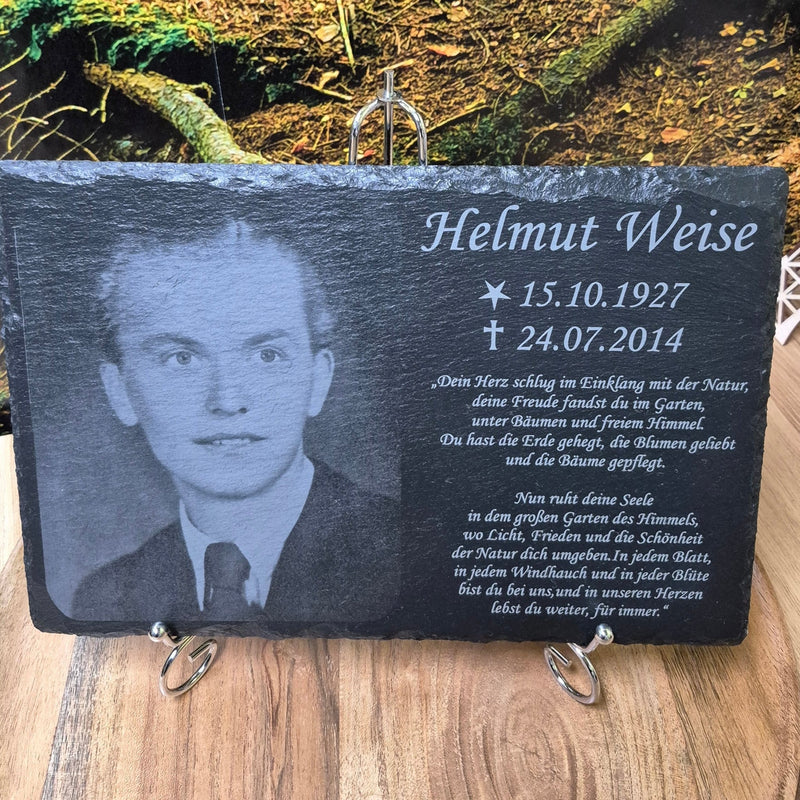 Helmut Weise
★ 15.10.1927
✝ 24.07.2014
„Dein Herz schlug im Einklang mit der Natur,
deine Freude fandst du im Garten,
unter Bäumen und freiem Himmel.
Du hast die Erde gehegt, die Blumen geliebt
und die Bäume gepflegt.
Nun ruht deine Seele
in dem großen Garten des Himmels,
wo Licht, Frieden und die Schönheit
der Natur dich umgeben.In jedem Blatt,
in jedem Windhauch und in jeder Blüte
bist du bei uns,und in unseren Herzen
lebst du weiter, für immer.“